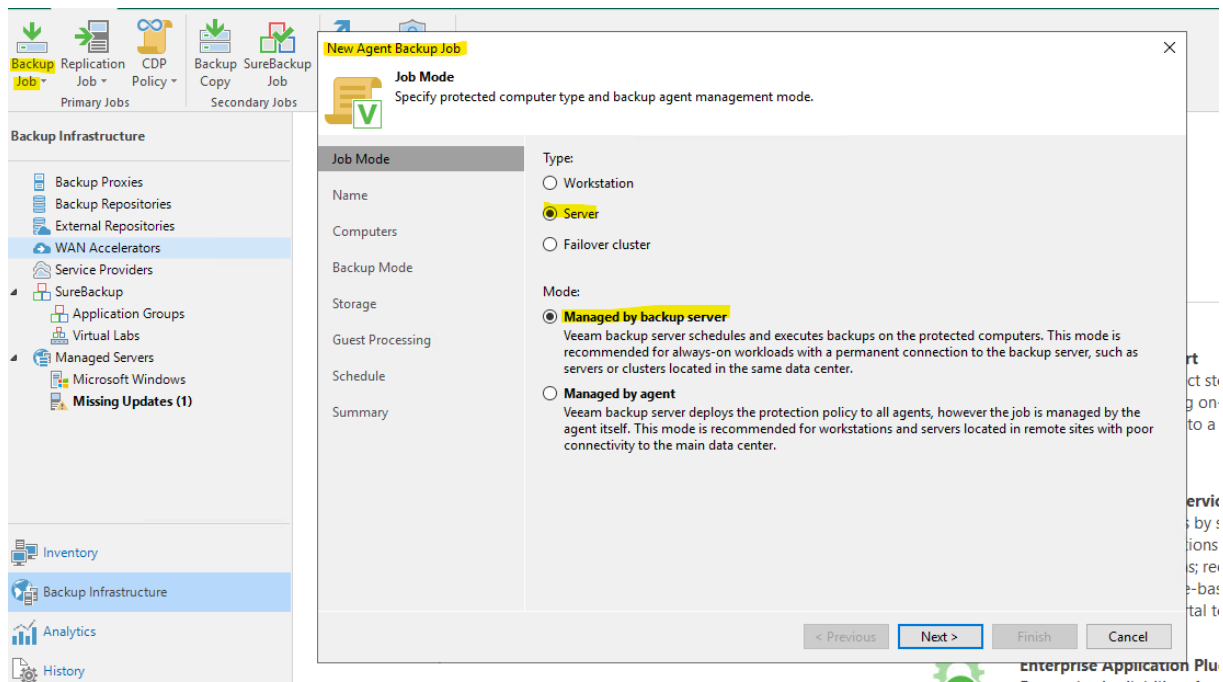 Backup Replication CDP Backup SureBackup
Job Job Policy Copy Job
Primary Jobs Secondary Jobs
Backup Infrastructure
Backup Proxies
Backup Repositories
External Repositories
WAN Accelerators
Service Providers
SureBackup
Application Groups
Virtual Labs
Managed Servers
Microsoft Windows
Missing Updates (1)
Inventory
Backup Infrastructure
Analytics
History
New Agent Backup Job
Job Mode
Specify protected computer type and backup agent management mode.
V
Job Mode
Name
Computers
Backup Mode
Storage
Guest Processing
Schedule
Summary
Type:
Workstation
Server
Failover cluster
Mode:
Managed by backup server
Veeam backup server schedules and executes backups on the protected computers. This mode is
recommended for always-on workloads with a permanent connection to the backup server, such as
servers or clusters located in the same data center.
Managed by agent
Veeam backup server deploys the protection policy to all agents, however the job is managed by the
agent itself. This mode is recommended for workstations and servers located in remote sites with poor
connectivity to the main data center.
< Previous Next > Finish Cancel
to a
by
Enterprise Application